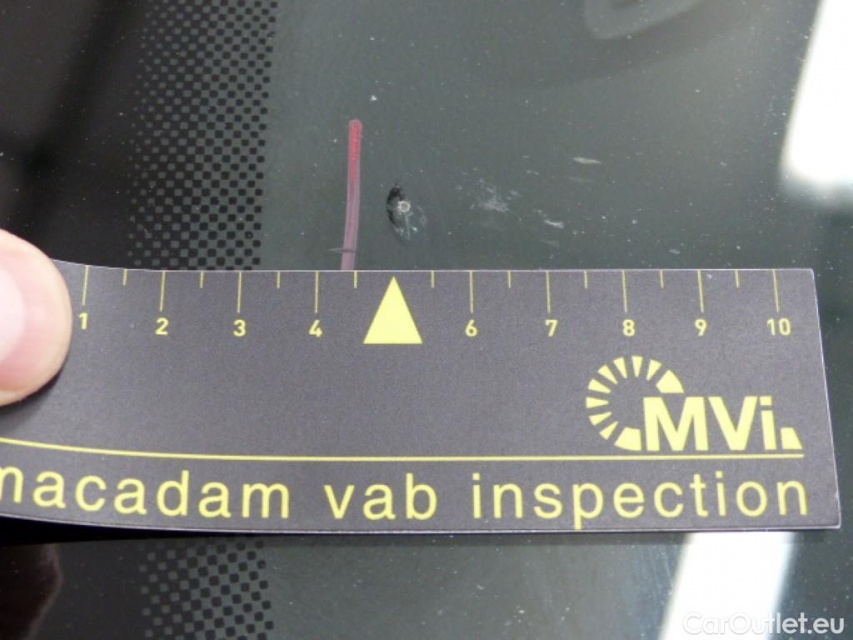 1 2 3 4 6 7 8 9 10
MVi
macadam vab inspection
CarOutlet.eu